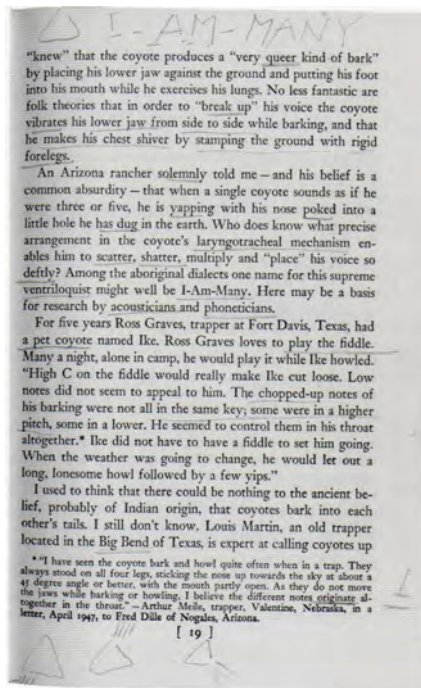 I-AM-MANY
“knew” that the coyote produces a “very queer kind of bark”
by placing his lower jaw against the ground and putting his foot
into his mouth while he exercises his lungs. No less fantastic are
folk theories that in order to “break up” his voice the coyote
vibrates his lower jaw from side to side while barking, and that
he makes his chest shiver by stamping the ground with rigid
forelegs.
An Arizona rancher solemnly told me — and his belief is a
common absurdity — that when a single coyote sounds as if he
were three or five, he is yapping with his nose poked into a
little hole he has dug in the earth. Who does know what precise
arrangement in the coyote's laryngotracheal mechanism en-
ables him to scatter, shatter, multiply and “place” his voice so
deftly? Among the aboriginal dialects one name for this supreme
ventriloquist might well be I-Am-Many. Here may be a basis
for research by acousticians and phoneticians.
For five years Ross Graves, trapper at Fort Davis, Texas, had
a pet coyote named Ike. Ross Graves loves to play the fiddle.
Many a night, alone in camp, he would play it while Ike howled.
“High C on the fiddle would really make Ike cut loose. Low
notes did not seem to appeal to him. The chopped-up notes of
his barking were not all in the same key; some were in a higher
pitch, some in a lower. He seemed to control them in his throat
altogether.* Ike did not have to have a fiddle to set him going.
When the weather was going to change, he would let out a
long, lonesome howl followed by a few yips.”
I used to think that there could be nothing to the ancient be-
lief, probably of Indian origin, that coyotes bark into each
other's tails. I still don't know. Louis Martin, an old trapper
located in the Big Bend of Texas, is expert at calling coyotes up
* “I have seen the coyote bark and howl quite often when in a trap. They
always stood on all four legs, sticking the nose up towards the sky at about a
45 degree angle or better, with the mouth partly open. As they do not move
the jaws while barking or howling, I believe the different notes originate al-
together in the throat.” — Arthur Meile, trapper, Valentine, Nebraska, in a
letter, April 1947, to Fred Dille of Nogales, Arizona.
[ 19 ]